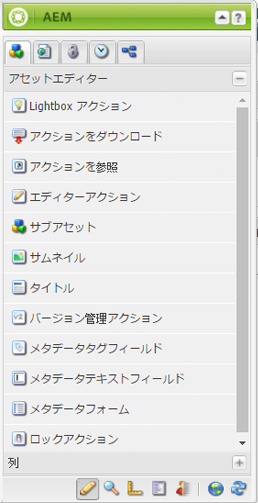 AEM
アセットエディター
Lightbox アクション
アクションをダウンロード
アクションを参照
エディターアクション
サブアセット
サムネイル
タイトル
バージョン管理アクション
メタデータタグフィールド
メタデータテキストフィールド
メタデータフォーム
ロックアクション
列